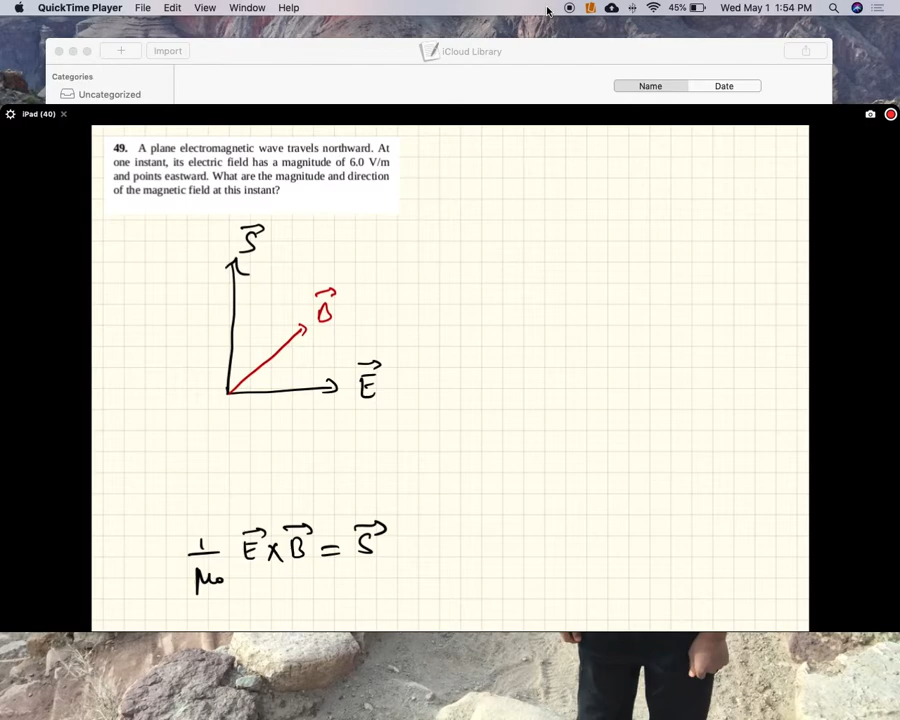 QuickTime Player File Edit View Window Help 45% Wed May 1 1:54 PM
Import iCloud Library
Categories
Uncategorized
Name Date
iPad (40)
49. A plane electromagnetic wave travels northward. At
one instant, its electric field has a magnitude of 6.0 V/m
and points eastward. What are the magnitude and direction
of the magnetic field at this instant?
S⃗
B⃗
E⃗
1/μ₀ E⃗ × B⃗ = S⃗